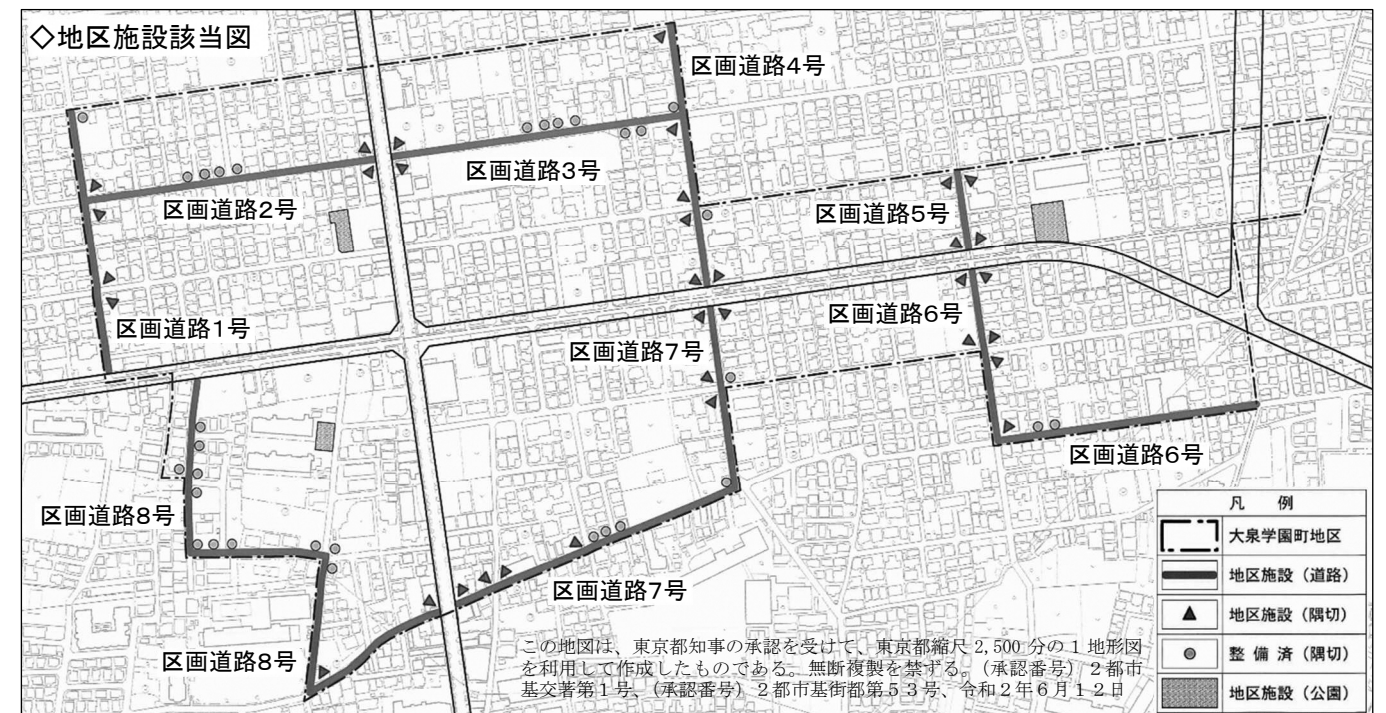 ◇地区施設該当図
区画道路4号
区画道路3号
区画道路2号
区画道路5号
区画道路1号
区画道路6号
区画道路7号
区画道路6号
区画道路8号
区画道路7号
区画道路8号
凡 例
大泉学園町地区
地区施設（道路）
地区施設（隅切）
整備済（隅切）
地区施設（公園）
この地図は、東京都知事の承認を受けて、東京都縮尺 2,500 分の 1 地形図
を利用して作成したものである。無断複製を禁ずる。（承認番号）２都市
基交著第１号、（承認番号）２都市基街都第５３号、令和２年６月１２日